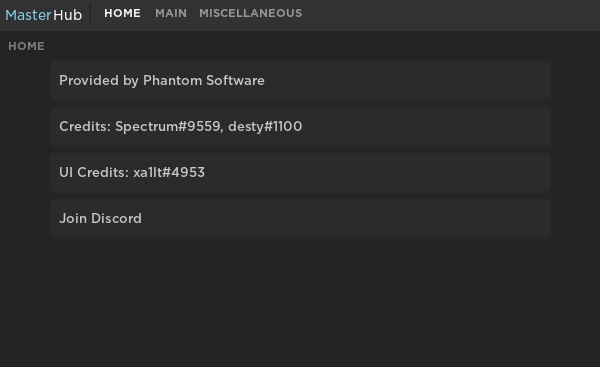 MasterHub HOME MAIN MISCELLANEOUS
HOME
Provided by Phantom Software
Credits: Spectrum#9559, desty#1100
UI Credits: xa1lt#4953
Join Discord